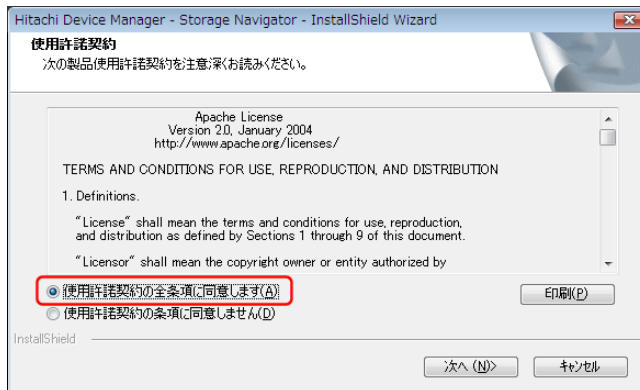 Hitachi Device Manager - Storage Navigator - InstallShield Wizard
使用許諾契約
次の製品使用許諾契約を注意深くお読みください。
Apache License
Version 2.0, January 2004
http://www.apache.org/licenses/
TERMS AND CONDITIONS FOR USE, REPRODUCTION, AND DISTRIBUTION
1. Definitions.
"License" shall mean the terms and conditions for use, reproduction,
and distribution as defined by Sections 1 through 9 of this document.
"Licensor" shall mean the copyright owner or entity authorized by
使用許諾契約の全条項に同意します(A)
印刷(P)
使用許諾契約の条項に同意しません(D)
InstallShield
次へ (N)>
キャンセル